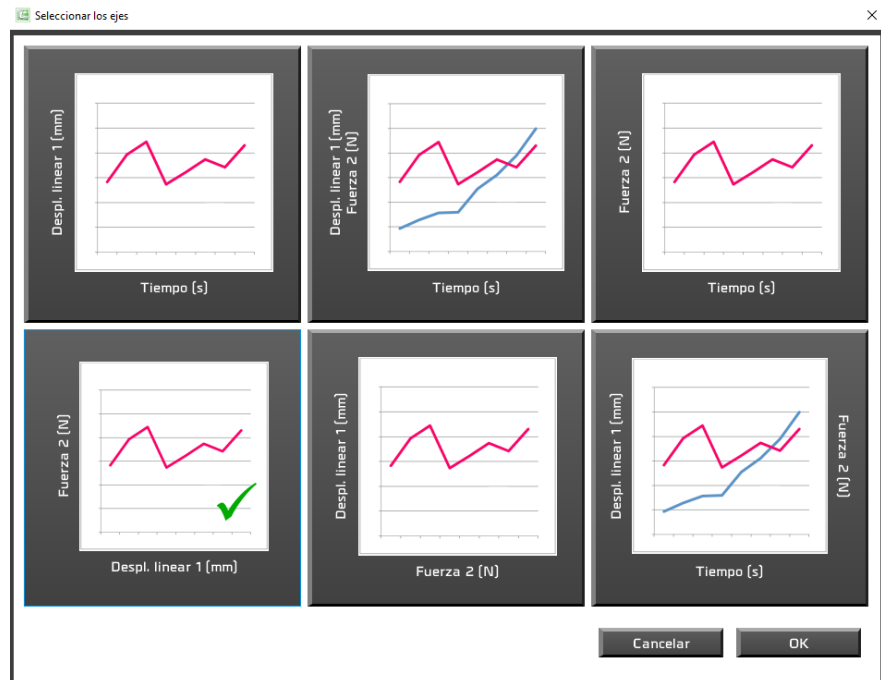 Seleccionar los ejes
Despl. linear 1 (mm)
Tiempo (s)
Despl. linear 1 (mm)
Fuerza 2 (N)
Tiempo (s)
Fuerza 2 (N)
Tiempo (s)
Fuerza 2 (N)
Despl. linear 1 (mm)
Despl. linear 1 (mm)
Fuerza 2 (N)
Despl. linear 1 (mm)
Fuerza 2 (N)
Tiempo (s)
Cancelar
OK